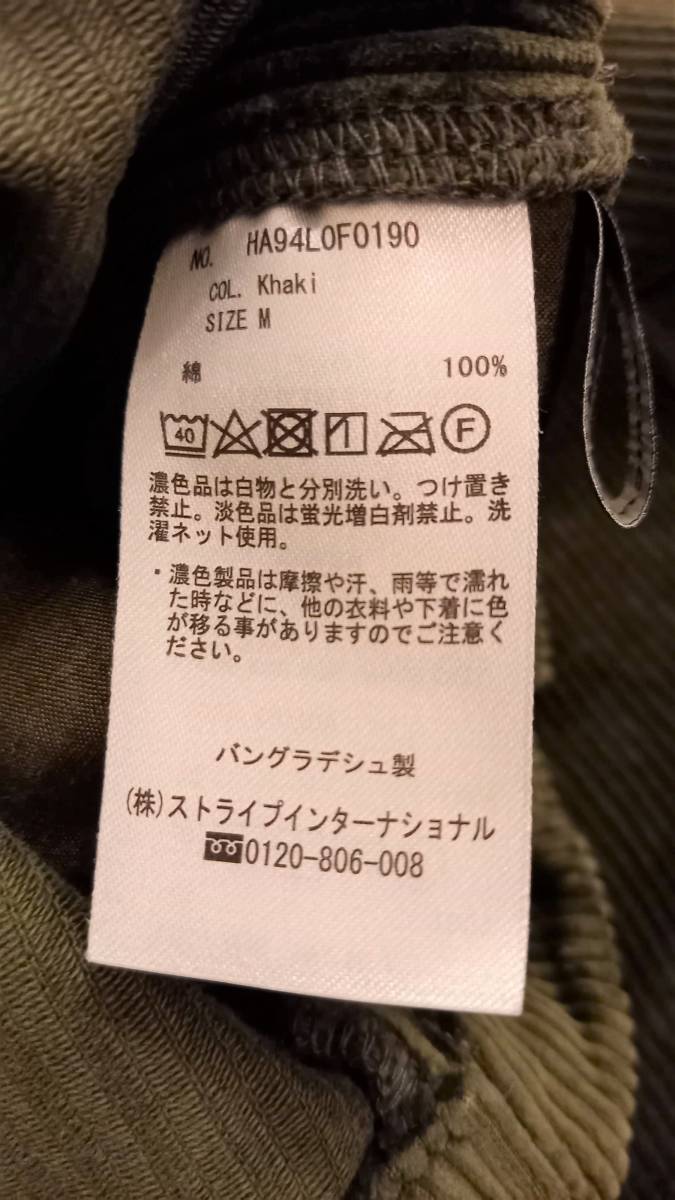 NO. HA94L0F0190
COL. Khaki
SIZE M
綿 100%
40 F
濃色品は白物と分別洗い。つけ置き
禁止。淡色品は蛍光増白剤禁止。洗
濯ネット使用。
・濃色製品は摩擦や汗、雨等で濡れ
た時などに、他の衣料や下着に色
が移る事がありますのでご注意く
ださい。
バングラデシュ製
(株)ストライプインターナショナル
0120-806-008